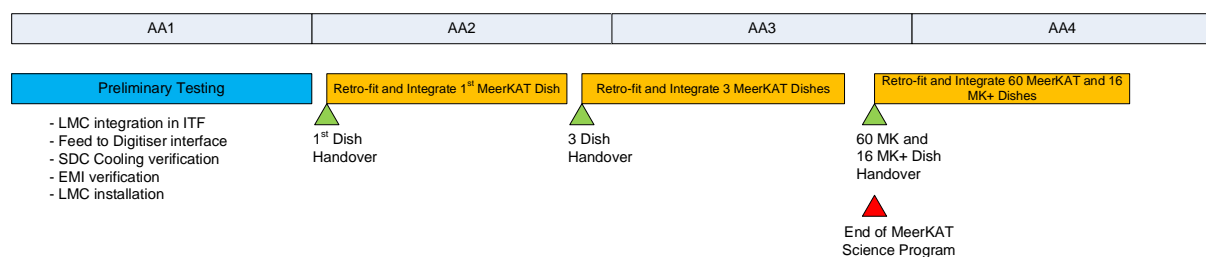 AA1
AA2
AA3
AA4
Preliminary Testing
Retro-fit and Integrate 1st MeerKAT Dish
Retro-fit and Integrate 3 MeerKAT Dishes
Retro-fit and Integrate 60 MeerKAT and 16
MK+ Dishes
- LMC integration in ITF
- Feed to Digitiser interface
- SDC Cooling verification
- EMI verification
- LMC installation
1st Dish
Handover
3 Dish
Handover
60 MK and
16 MK+ Dish
Handover
End of MeerKAT
Science Program